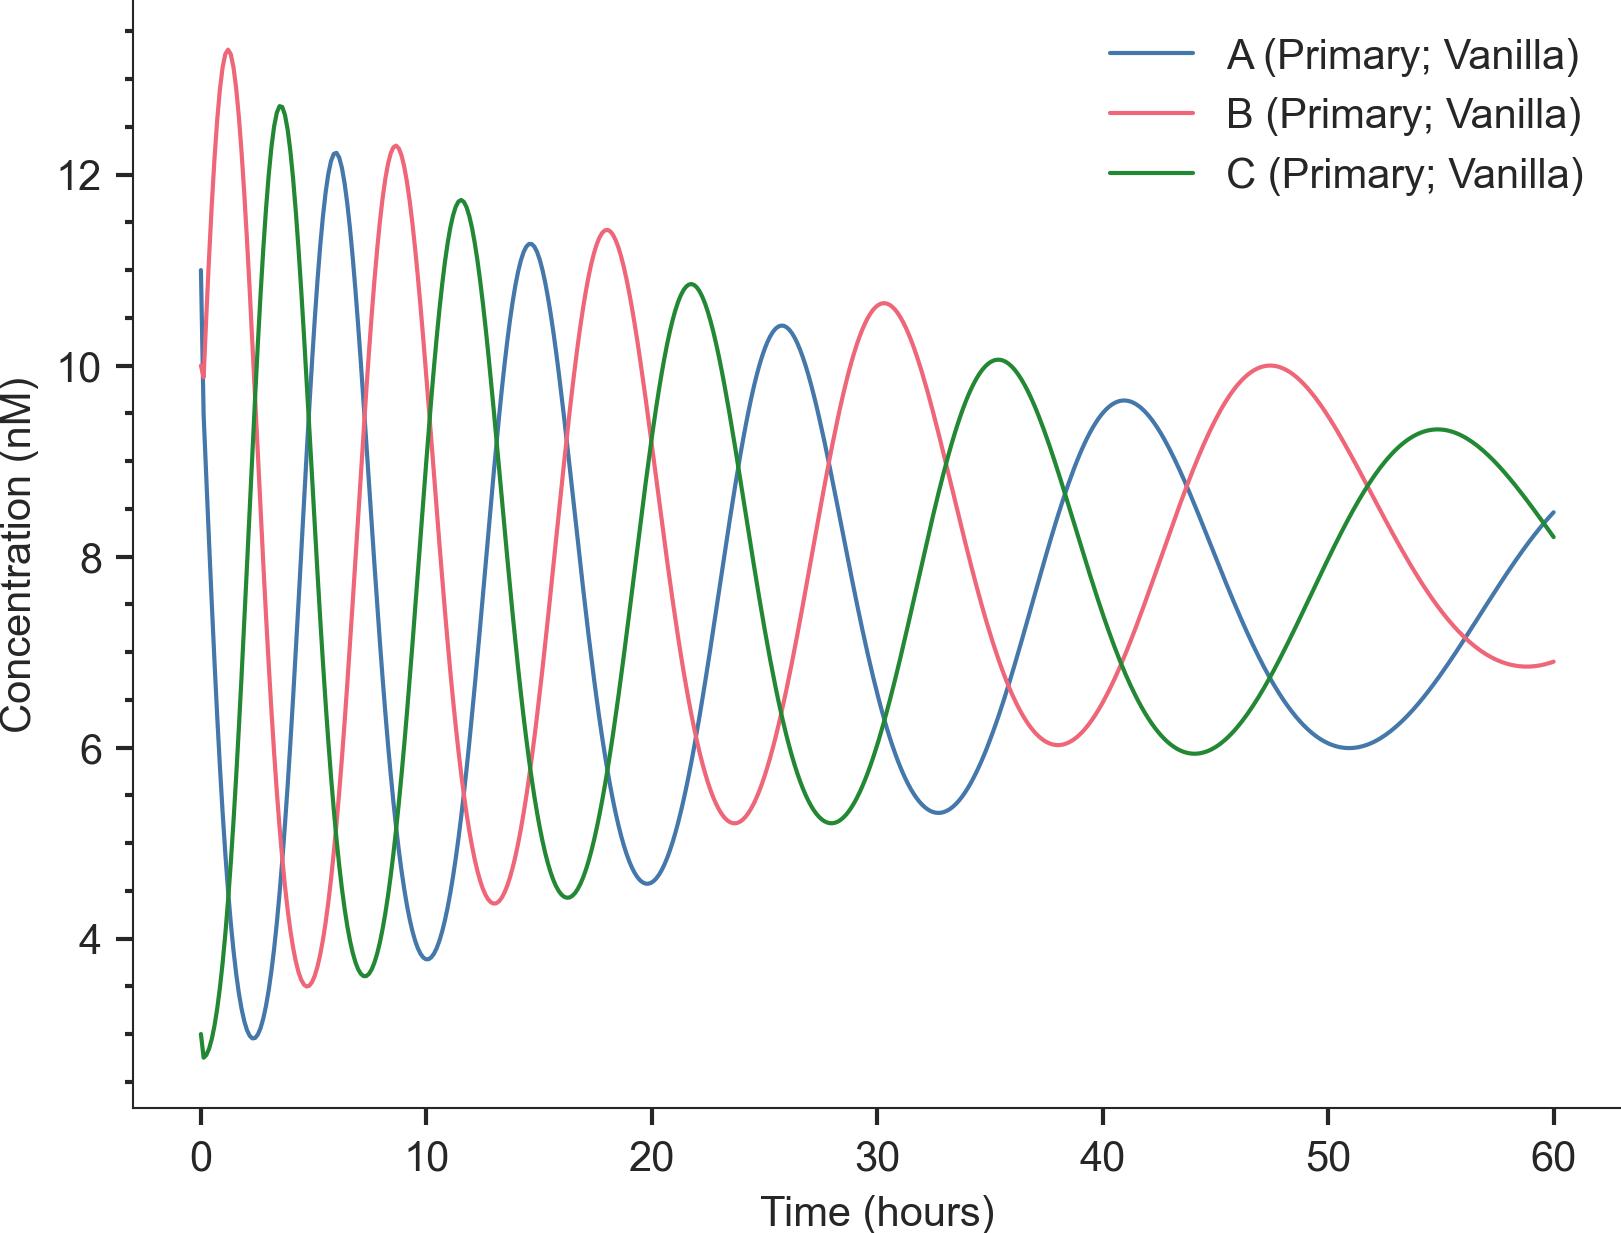 A (Primary; Vanilla)
B (Primary; Vanilla)
C (Primary; Vanilla)
12
10
8
6
4
Concentration (nM)
0 10 20 30 40 50 60
Time (hours)